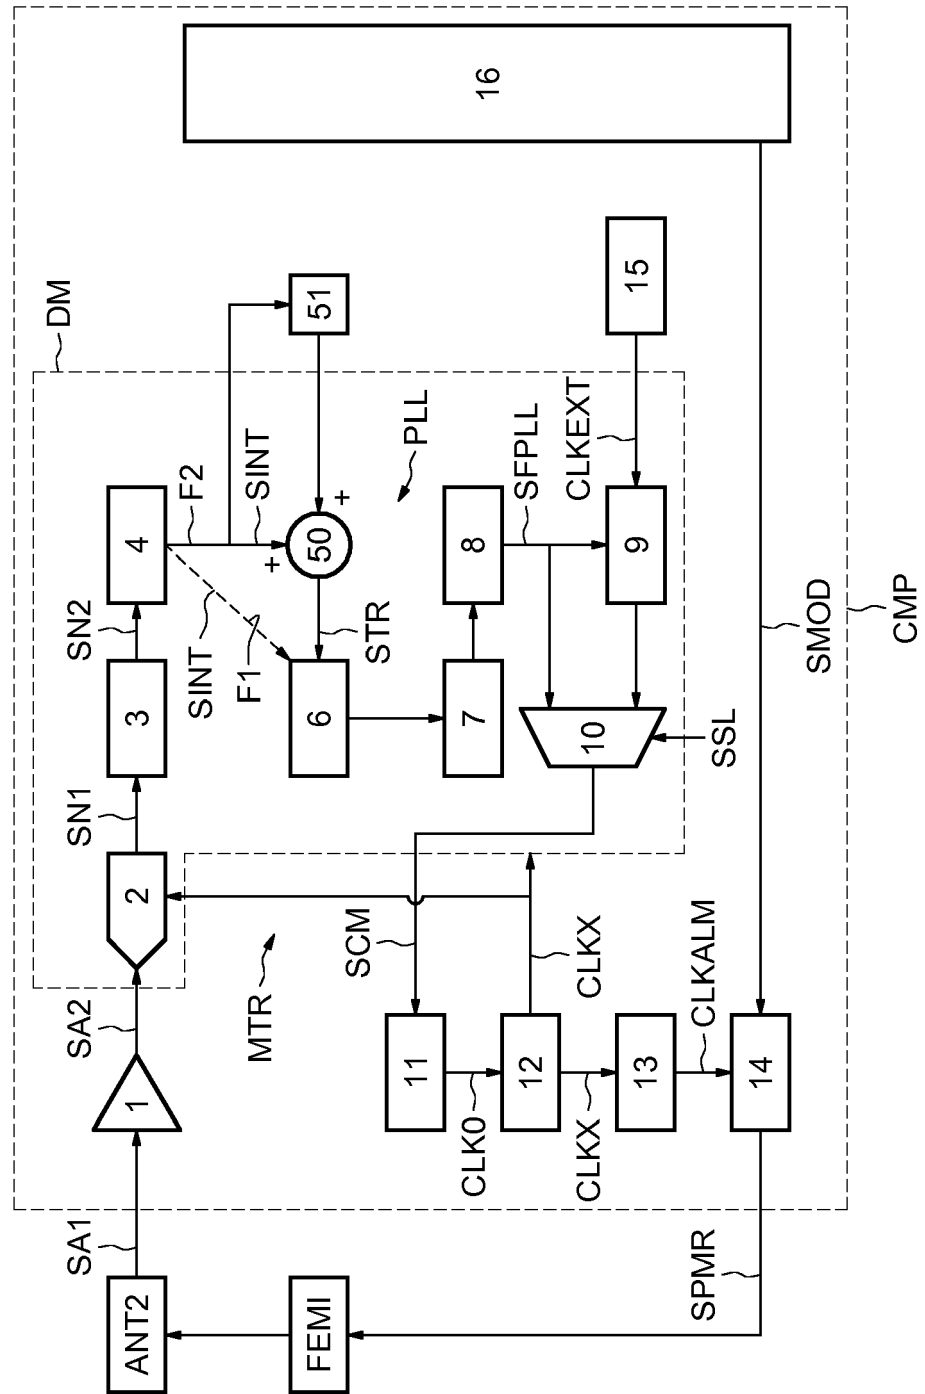 ANT2
SA1
1
SA2
2
SN1
3
SN2
4
DM
FEMI
MTR
SINT
F1
F2
SINT
6
STR
50
+
+
51
PLL
7
8
SFPLL
CLKEXT
9
15
10
SSL
SCM
11
CLK0
12
CLKX
CLKX
13
CLKALM
14
SPMR
SMOD
CMP
16